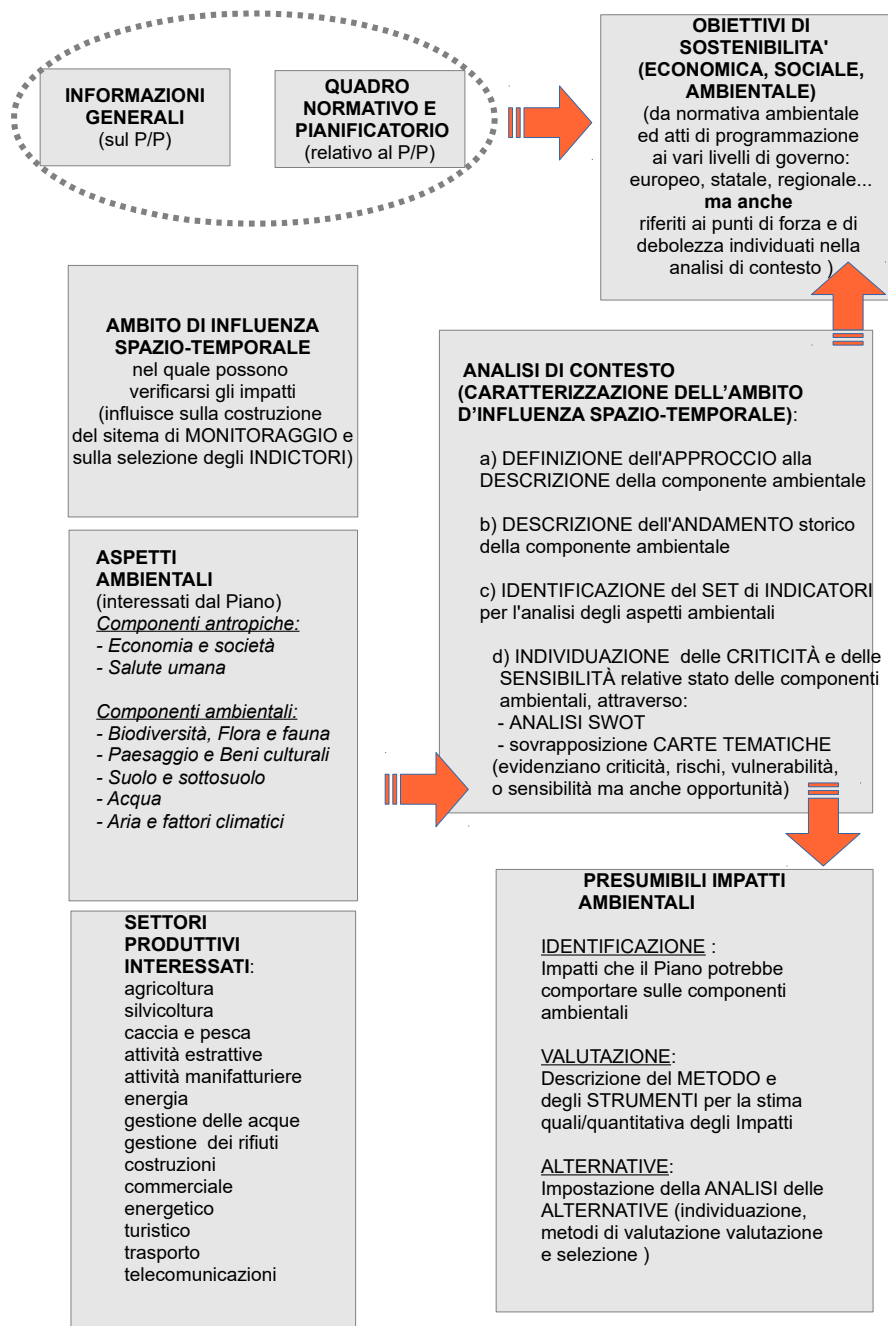 INFORMAZIONI
GENERALI
(sul P/P)
QUADRO
NORMATIVO E
PIANIFICATORIO
(relativo al P/P)
OBIETTIVI DI
SOSTENIBILITA'
(ECONOMICA, SOCIALE,
AMBIENTALE)
(da normativa ambientale
ed atti di programmazione
ai vari livelli di governo:
europeo, statale, regionale...
ma anche
riferiti ai punti di forza e di
debolezza individuati nella
analisi di contesto )
AMBITO DI INFLUENZA
SPAZIO-TEMPORALE
nel quale possono
verificarsi gli impatti
(influisce sulla costruzione
del sitema di MONITORAGGIO e
sulla selezione degli INDICTORI)
ANALISI DI CONTESTO
(CARATTERIZZAZIONE DELL'AMBITO
D'INFLUENZA SPAZIO-TEMPORALE):
a) DEFINIZIONE dell'APPROCCIO alla
DESCRIZIONE della componente ambientale
b) DESCRIZIONE dell'ANDAMENTO storico
della componente ambientale
c) IDENTIFICAZIONE del SET di INDICATORI
per l'analisi degli aspetti ambientali
d) INDIVIDUAZIONE delle CRITICITÀ e delle
SENSIBILITÀ relative stato delle componenti
ambientali, attraverso:
- ANALISI SWOT
- sovrapposizione CARTE TEMATICHE
(evidenziano criticità, rischi, vulnerabilità,
o sensibilità ma anche opportunità)
ASPETTI
AMBIENTALI
(interessati dal Piano)
Componenti antropiche:
- Economia e società
- Salute umana
Componenti ambientali:
- Biodiversità, Flora e fauna
- Paesaggio e Beni culturali
- Suolo e sottosuolo
- Acqua
- Aria e fattori climatici
SETTORI
PRODUTTIVI
INTERESSATI:
agricoltura
silvicoltura
caccia e pesca
attività estrattive
attività manifatturiere
energia
gestione delle acque
gestione dei rifiuti
costruzioni
commerciale
energetico
turistico
trasporto
telecomunicazioni
PRESUMIBILI IMPATTI
AMBIENTALI
IDENTIFICAZIONE :
Impatti che il Piano potrebbe
comportare sulle componenti
ambientali
VALUTAZIONE:
Descrizione del METODO e
degli STRUMENTI per la stima
quali/quantitativa degli Impatti
ALTERNATIVE:
Impostazione della ANALISI delle
ALTERNATIVE (individuazione,
metodi di valutazione valutazione
e selezione )